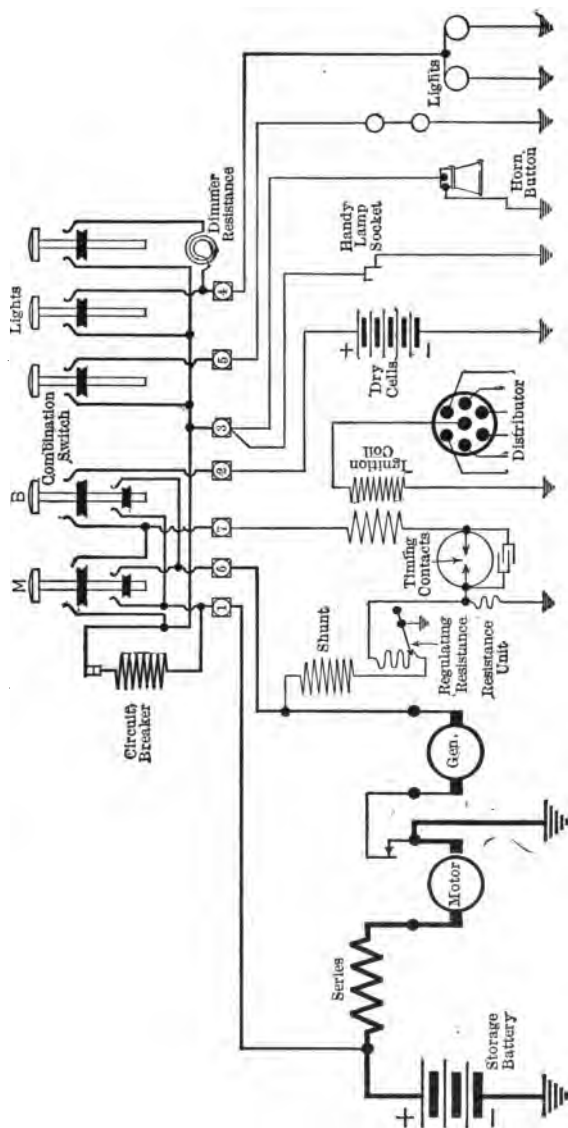 Lights
B
M
Combination
Switch
Circuit
Breaker
Dimmer
Resistance
1
6
7
2
3
5
4
Lights
Horn
Button
Handy
Lamp
Socket
+
Dry
Cells
-
Ignition
Coil
Distributor
Timing
Contacts
Shunt
Regulating
Resistance
Resistance
Unit
Gen.
Motor
Series
+
Storage
Battery
-